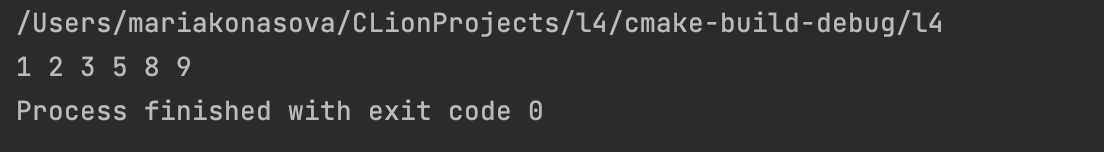 /Users/mariakonasova/CLionProjects/l4/cmake-build-debug/l4
1 2 3 5 8 9
Process finished with exit code 0